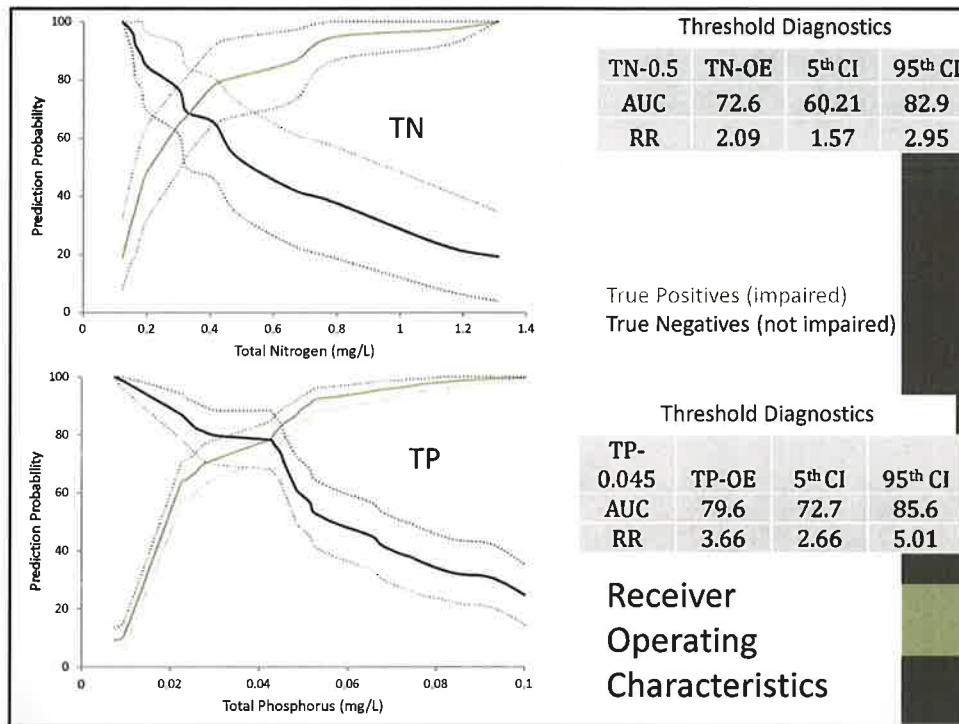 Prediction Probability
100
80
60
40
20
0
0
0.2
0.4
0.6
0.8
1
1.2
1.4
Total Nitrogen (mg/L)
TN
Threshold Diagnostics
TN-0.5 TN-OE 5th CI 95th CI
AUC 72.6 60.21 82.9
RR 2.09 1.57 2.95
True Positives (impaired)
True Negatives (not impaired)
Prediction Probability
100
80
60
40
20
0
0
0.02
0.04
0.06
0.08
0.1
Total Phosphorus (mg/L)
TP
Threshold Diagnostics
TP-
0.045 TP-OE 5th CI 95th CI
AUC 79.6 72.7 85.6
RR 3.66 2.66 5.01
Receiver
Operating
Characteristics